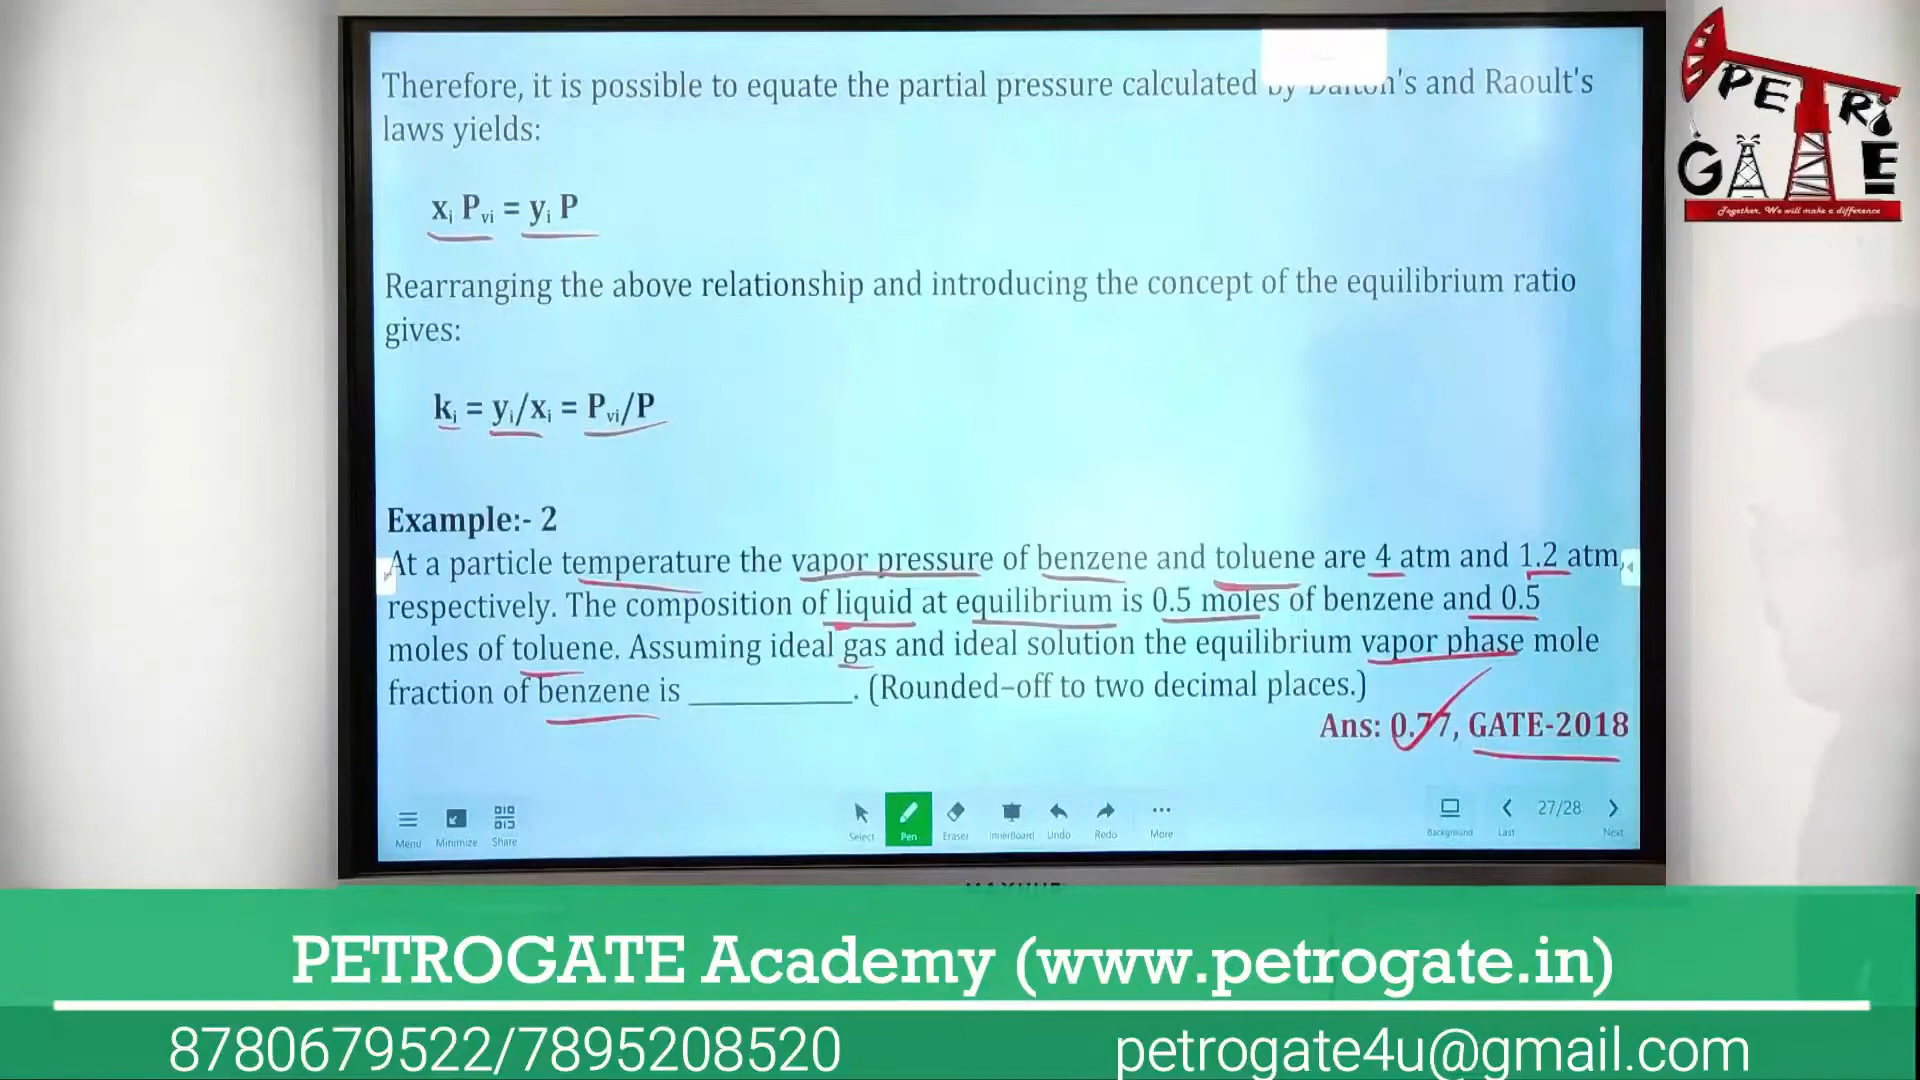 Therefore, it is possible to equate the partial pressure calculated by Dalton's and Raoult's
laws yields:
xi Pvi = yi P
Rearranging the above relationship and introducing the concept of the equilibrium ratio
gives:
ki = yi/xi = Pvi/P
Example:- 2
At a particle temperature the vapor pressure of benzene and toluene are 4 atm and 1.2 atm,
respectively. The composition of liquid at equilibrium is 0.5 moles of benzene and 0.5
moles of toluene. Assuming ideal gas and ideal solution the equilibrium vapor phase mole
fraction of benzene is __________. (Rounded–off to two decimal places.)
Ans: 0.77, GATE-2018
Menu Minimize Share Select Pen Eraser InnerBoard Undo Redo More Background Last 27/28 Next
PETRO
GATE
Together, We will make a difference
PETROGATE Academy (www.petrogate.in)
8780679522/7895208520 petrogate4u@gmail.com